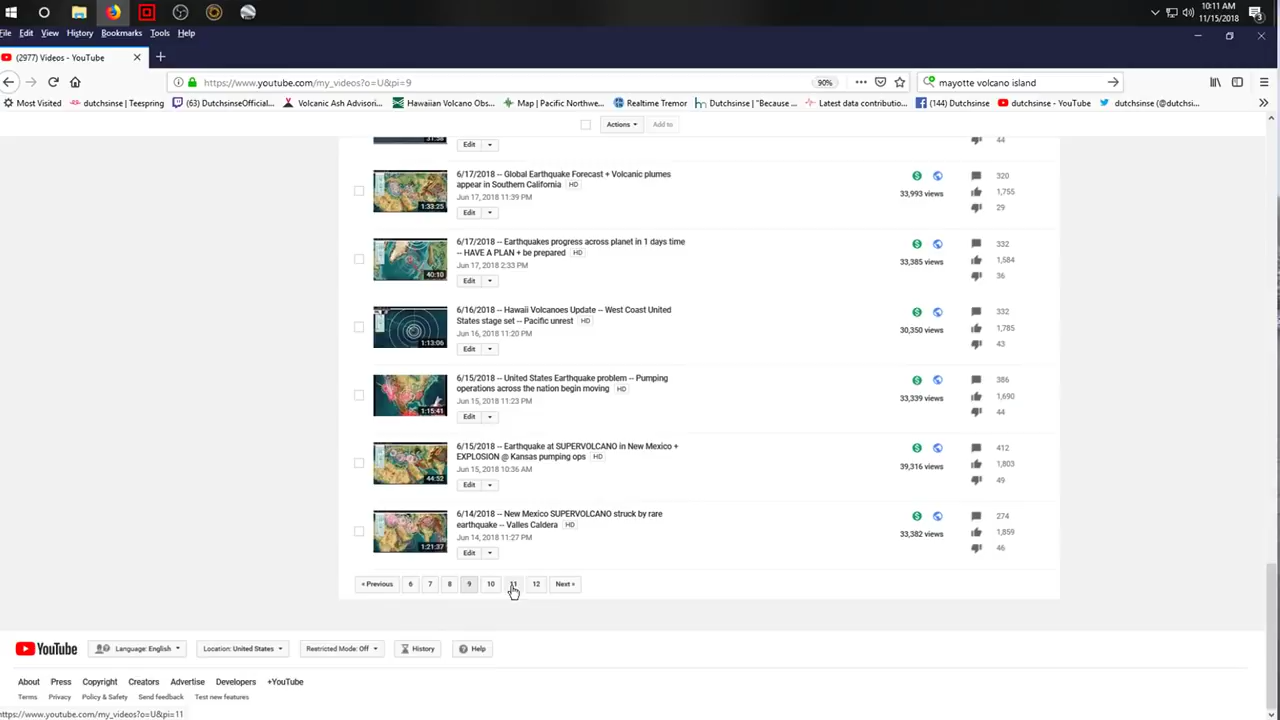 10:11 AM
11/15/2018
3
File Edit View History Bookmarks Tools Help
(2977) Videos - YouTube
https://www.youtube.com/my_videos?o=U&pi=9
90%
mayotte volcano island
Most Visited dutchsinse | Teespring (63) DutchsinseOfficial... Volcanic Ash Advisori... Hawaiian Volcano Obs... Map | Pacific Northwe... Realtime Tremor Dutchsinse | "Because ... Latest data contributio... (144) Dutchsinse dutchsinse - YouTube dutchsinse (@dutchsi...
Actions Add to
31:58
Edit
44
6/17/2018 -- Global Earthquake Forecast + Volcanic plumes
appear in Southern California HD
Jun 17, 2018 11:39 PM
1:33:25
Edit
33,993 views
320
1,755
29
6/17/2018 -- Earthquakes progress across planet in 1 days time
-- HAVE A PLAN + be prepared HD
Jun 17, 2018 2:33 PM
40:10
Edit
33,385 views
332
1,584
36
6/16/2018 -- Hawaii Volcanoes Update -- West Coast United
States stage set -- Pacific unrest HD
Jun 16, 2018 11:20 PM
1:13:06
Edit
30,350 views
332
1,785
43
6/15/2018 -- United States Earthquake problem -- Pumping
operations across the nation begin moving HD
Jun 15, 2018 11:23 PM
1:15:41
Edit
33,339 views
386
1,690
44
6/15/2018 -- Earthquake at SUPERVOLCANO in New Mexico +
EXPLOSION @ Kansas pumping ops HD
Jun 15, 2018 10:36 AM
44:52
Edit
39,316 views
412
1,803
49
6/14/2018 -- New Mexico SUPERVOLCANO struck by rare
earthquake -- Valles Caldera HD
Jun 14, 2018 11:27 PM
1:21:37
Edit
33,382 views
274
1,859
46
« Previous 6 7 8 9 10 11 12 Next »
YouTube Language: English Location: United States Restricted Mode: Off History Help
About Press Copyright Creators Advertise Developers +YouTube
Terms Privacy Policy & Safety Send feedback Test new features
https://www.youtube.com/my_videos?o=U&pi=11